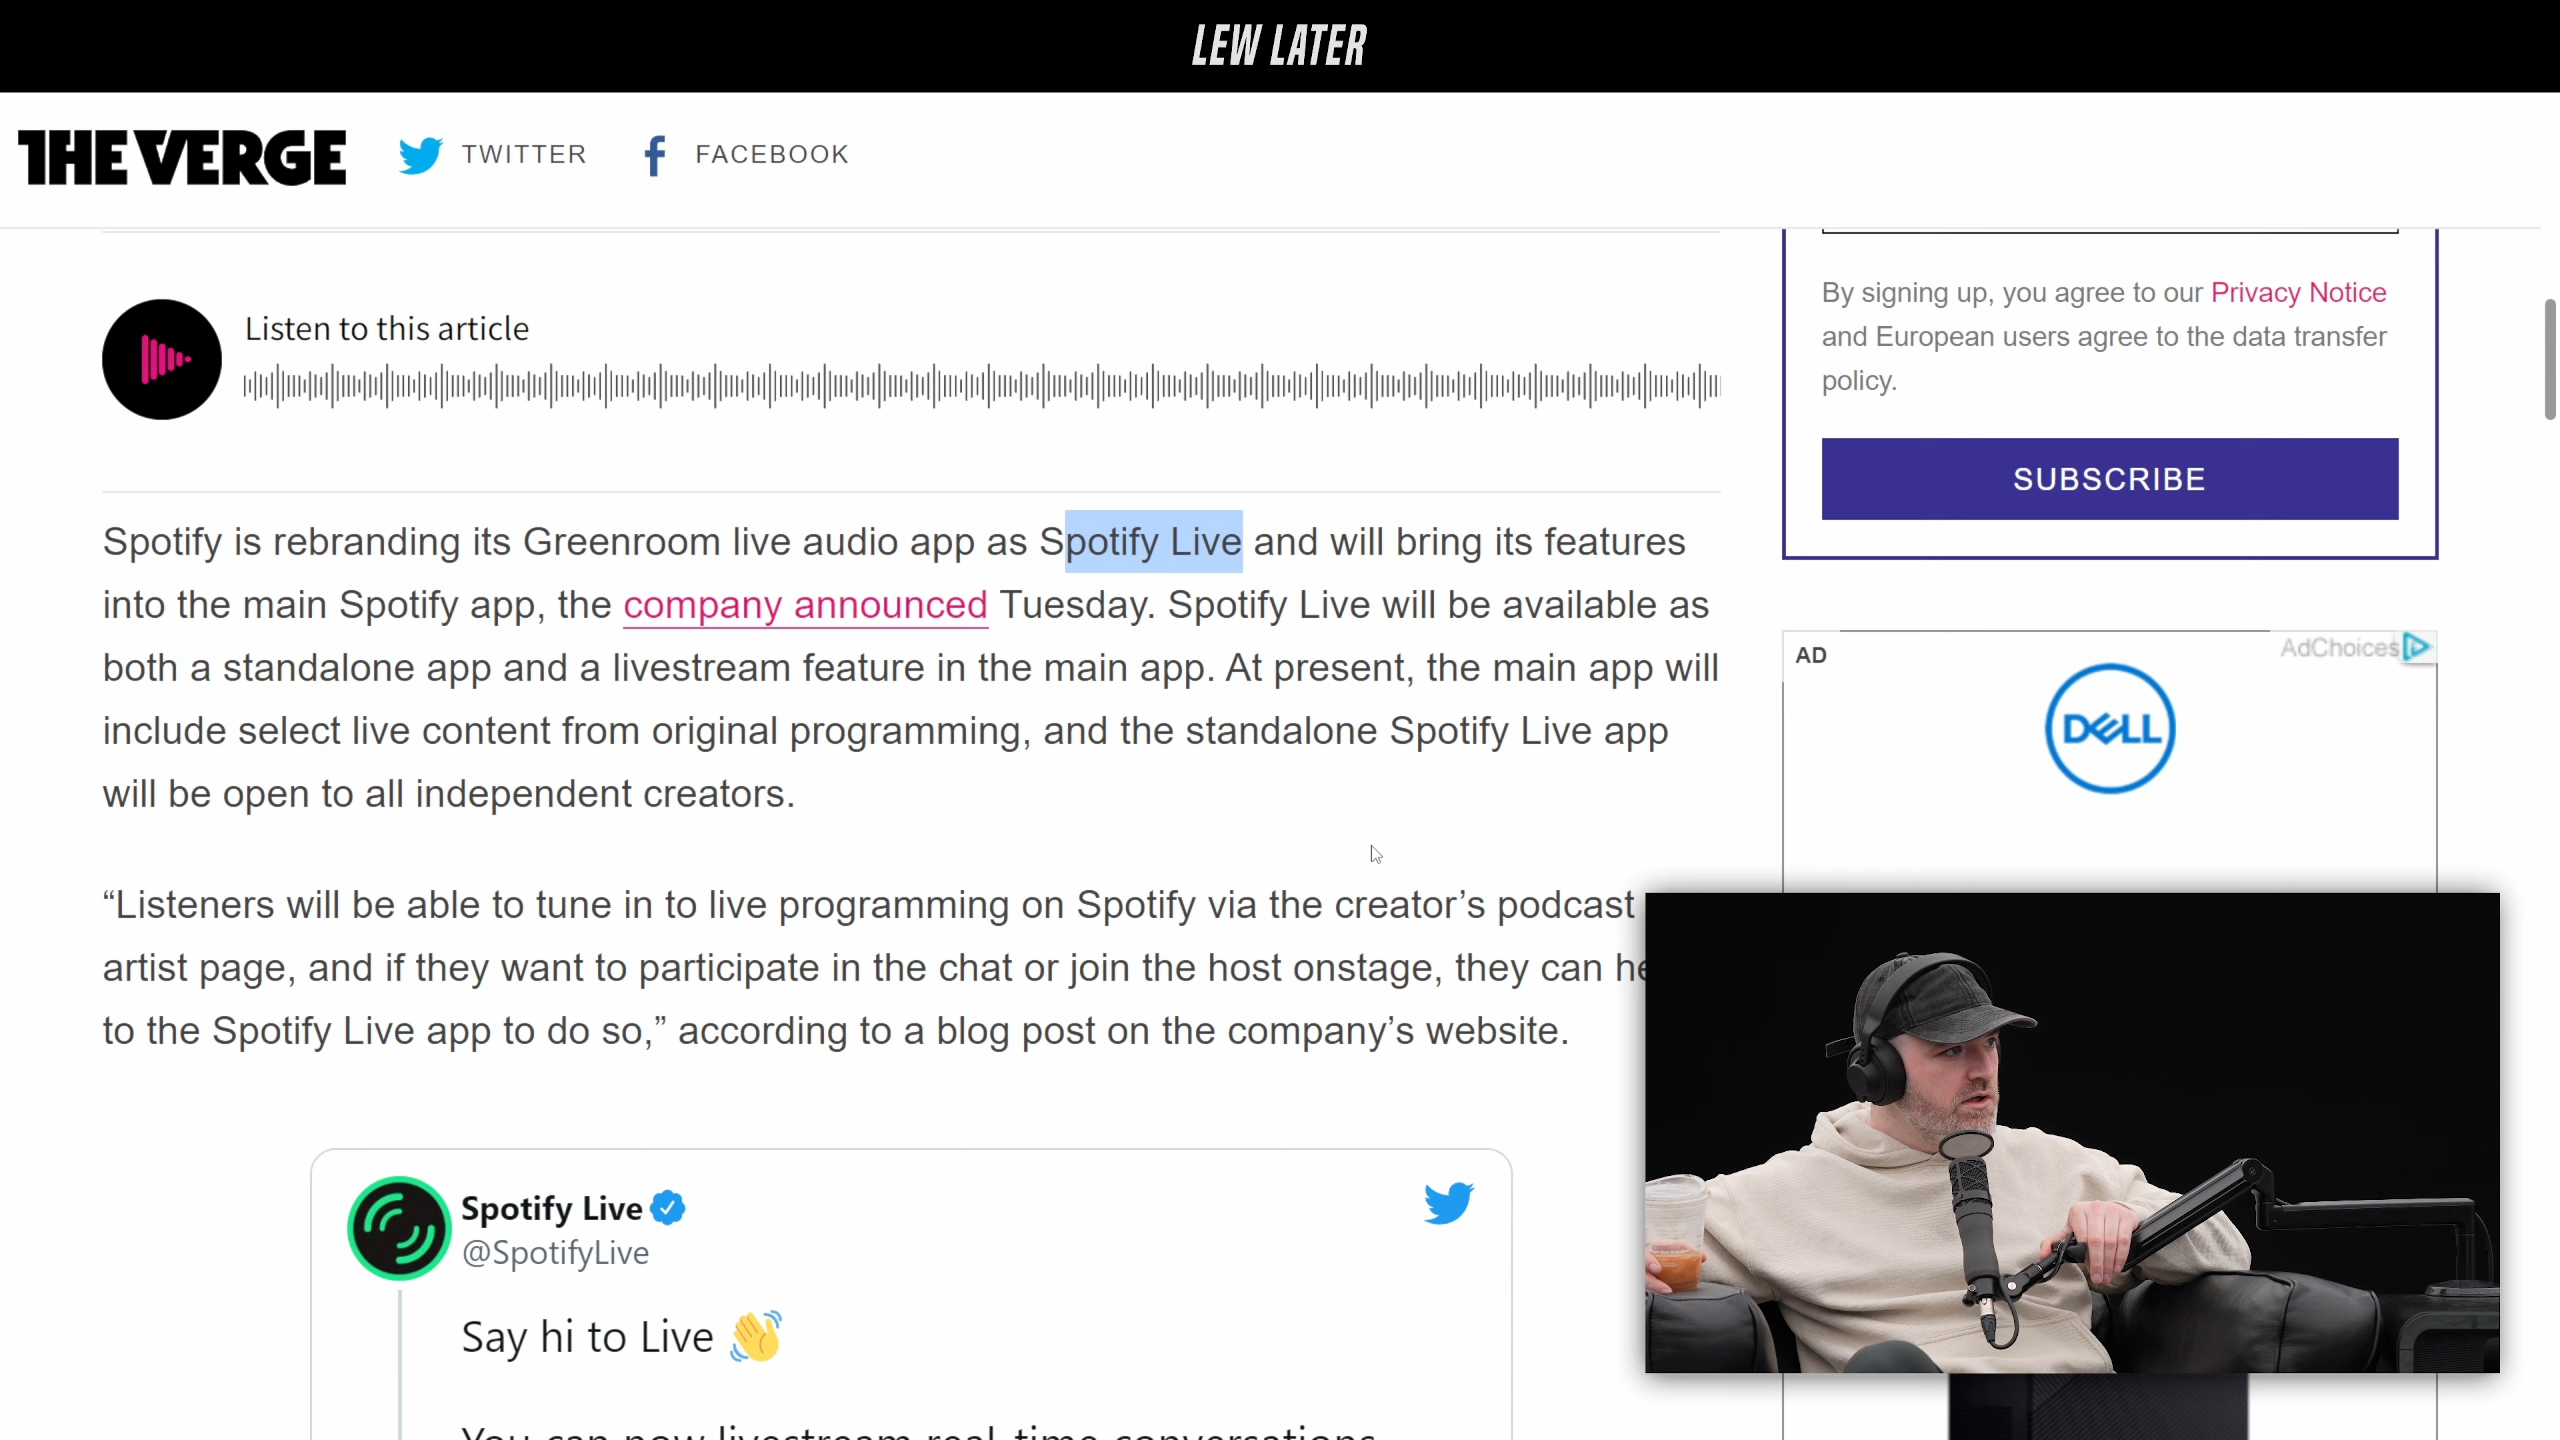 LEW LATER
THE VERGE
TWITTER
FACEBOOK
Listen to this article
Spotify is rebranding its Greenroom live audio app as Spotify Live and will bring its features
into the main Spotify app, the company announced Tuesday. Spotify Live will be available as
both a standalone app and a livestream feature in the main app. At present, the main app will
include select live content from original programming, and the standalone Spotify Live app
will be open to all independent creators.
“Listeners will be able to tune in to live programming on Spotify via the creator’s podcast
artist page, and if they want to participate in the chat or join the host onstage, they can
to the Spotify Live app to do so,” according to a blog post on the company’s website.
Spotify Live
@SpotifyLive
Say hi to Live 👋
You can now livestream real-time conversations
By signing up, you agree to our Privacy Notice
and European users agree to the data transfer
policy.
SUBSCRIBE
AD
AdChoices
DELL